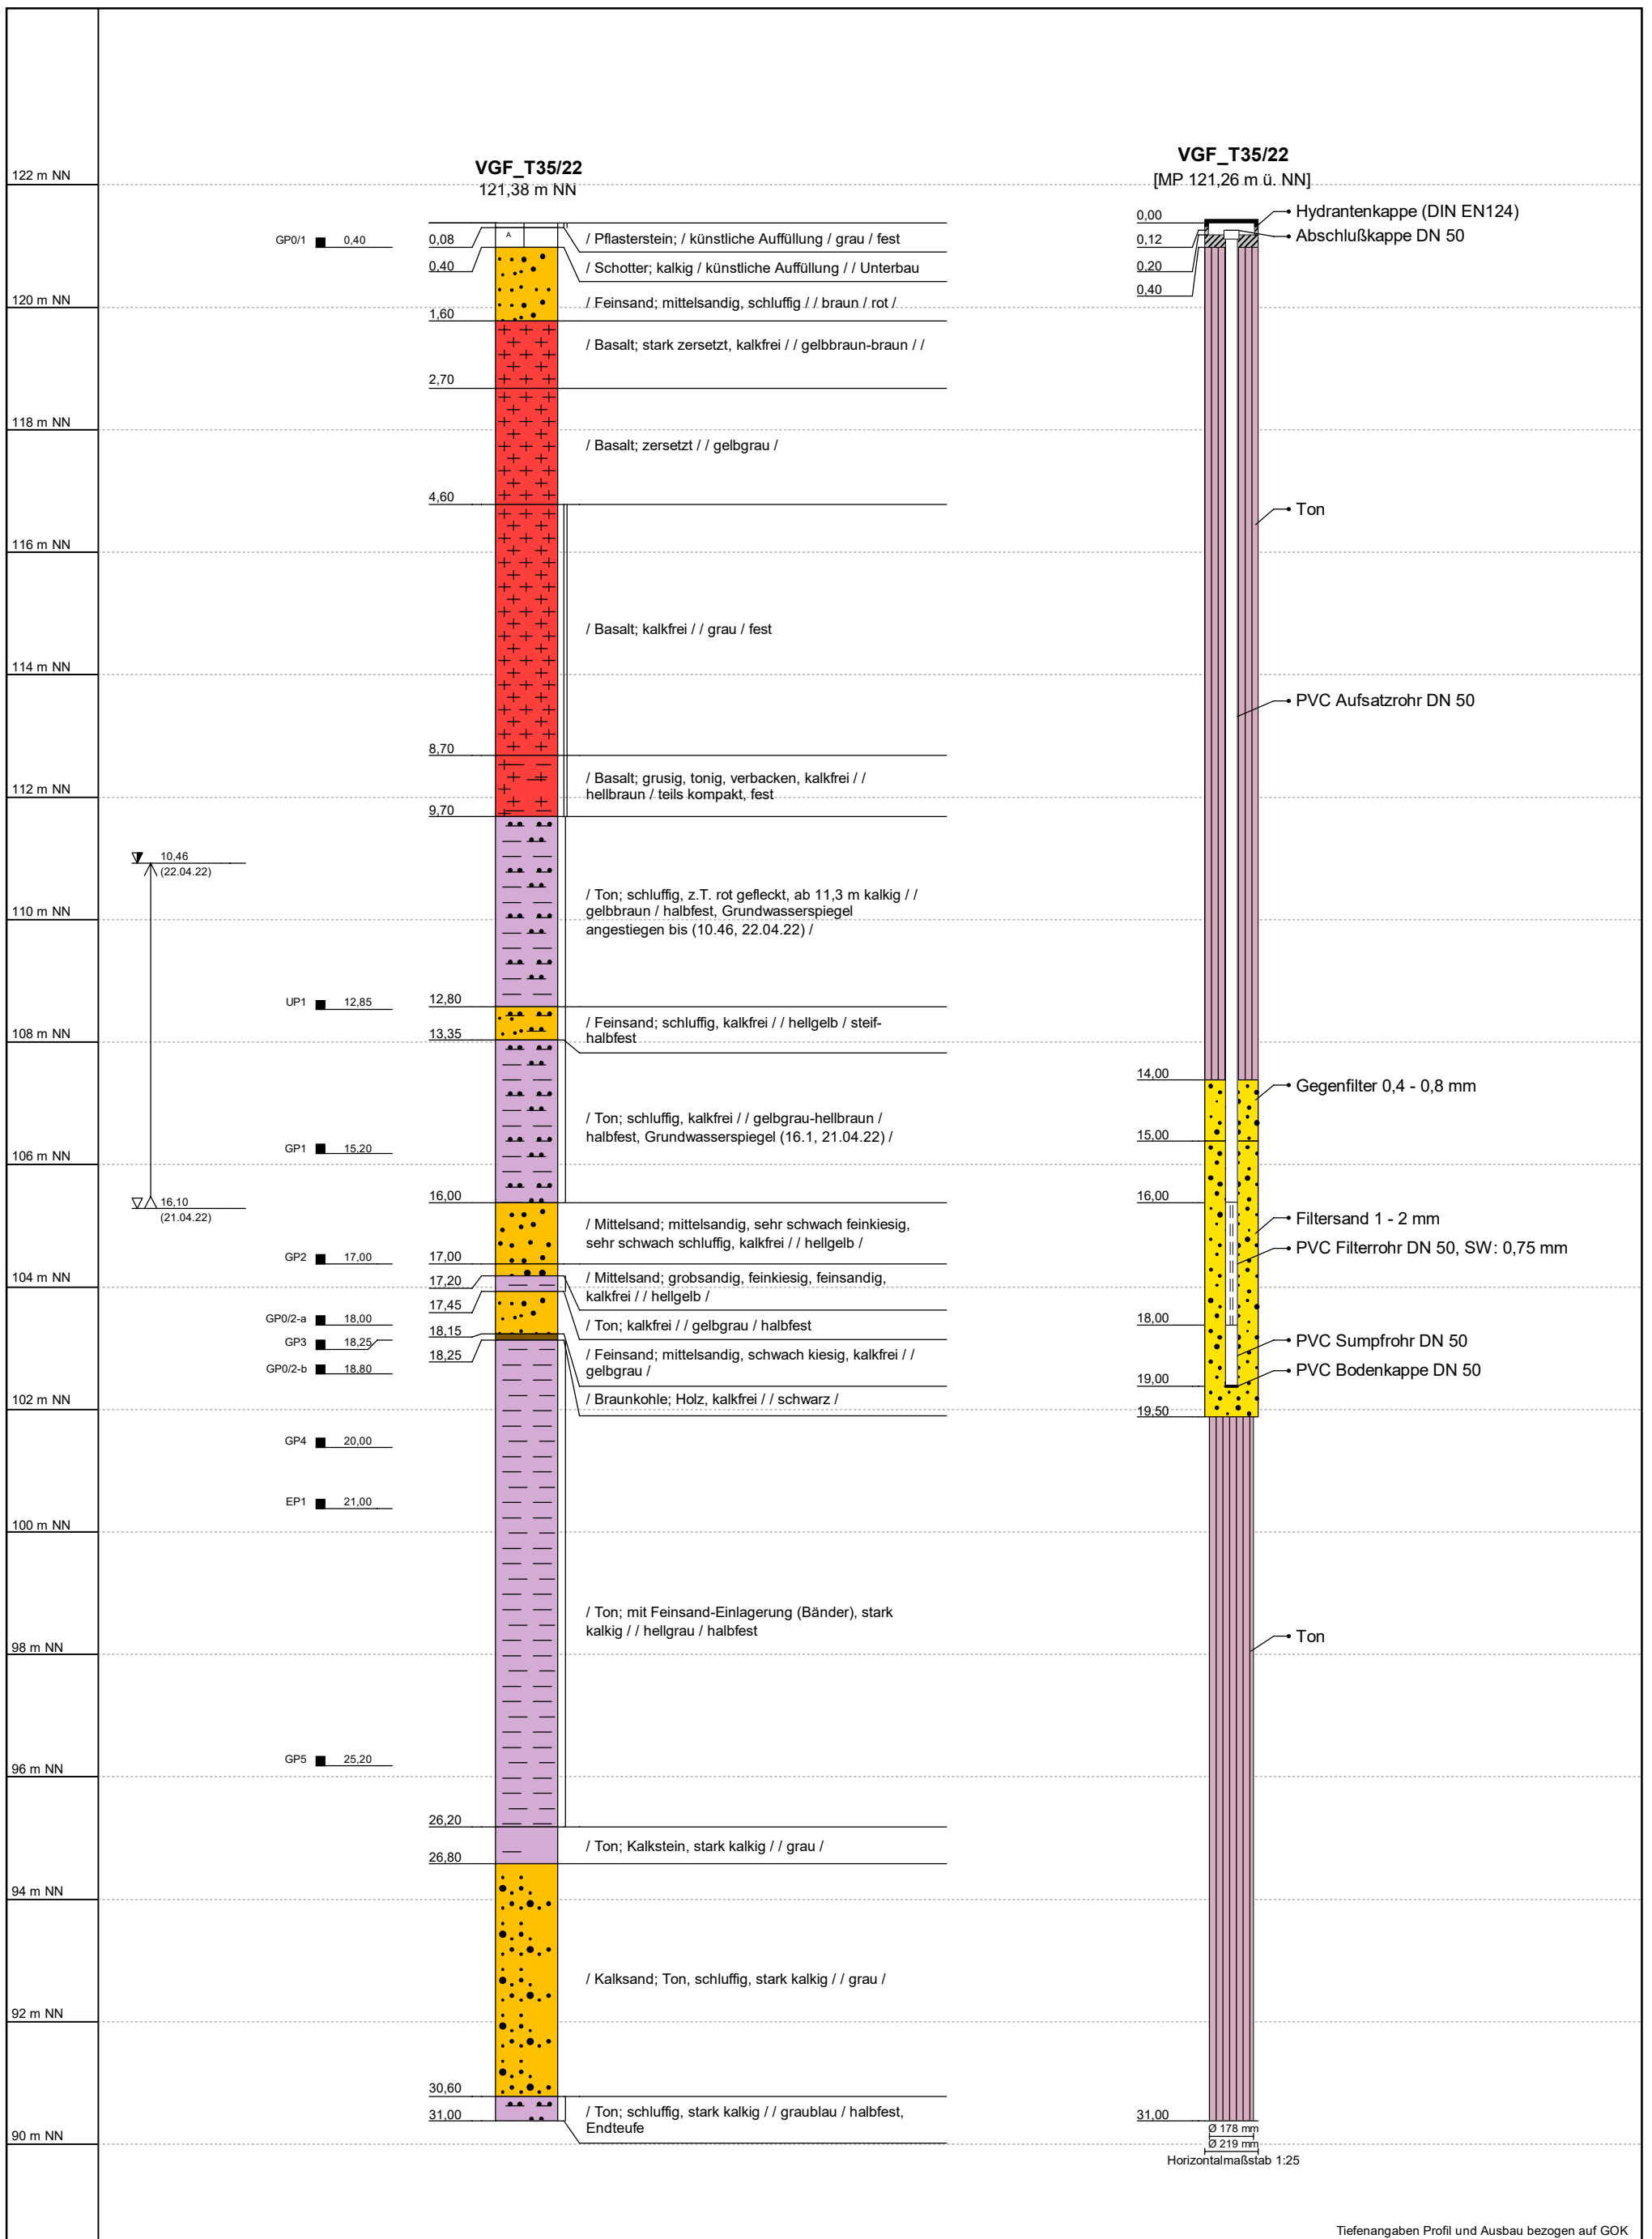 VGF_T35/22
121,38 m NN
VGF_T35/22
[MP 121,26 m ü. NN]
122 m NN
120 m NN
118 m NN
116 m NN
114 m NN
112 m NN
110 m NN
108 m NN
106 m NN
104 m NN
102 m NN
100 m NN
98 m NN
96 m NN
94 m NN
92 m NN
90 m NN
10,46
(22.04.22)
16,10
(21.04.22)
GP0/1 0,40
UP1 12,85
GP1 15,20
GP2 17,00
GP0/2-a 18,00
GP3 18,25
GP0/2-b 18,80
GP4 20,00
EP1 21,00
GP5 25,20
0,08
0,40
1,60
2,70
4,60
8,70
9,70
12,80
13,35
16,00
17,00
17,20
17,45
18,15
18,25
26,20
26,80
30,60
31,00
A
/ Pflasterstein; / künstliche Auffüllung / grau / fest
/ Schotter; kalkig / künstliche Auffüllung / / Unterbau
/ Feinsand; mittelsandig, schluffig / / braun / rot /
/ Basalt; stark zersetzt, kalkfrei / / gelbbraun-braun / /
/ Basalt; zersetzt / / gelbgrau /
/ Basalt; kalkfrei / / grau / fest
/ Basalt; grusig, tonig, verbacken, kalkfrei / /
hellbraun / teils kompakt, fest
/ Ton; schluffig, z.T. rot gefleckt, ab 11,3 m kalkig / /
gelbbraun / halbfest, Grundwasserspiegel
angestiegen bis (10.46, 22.04.22) /
/ Feinsand; schluffig, kalkfrei / / hellgelb / steif-
halbfest
/ Ton; schluffig, kalkfrei / / gelbgrau-hellbraun /
halbfest, Grundwasserspiegel (16.1, 21.04.22) /
/ Mittelsand; mittelsandig, sehr schwach feinkiesig,
sehr schwach schluffig, kalkfrei / / hellgelb /
/ Mittelsand; grobsandig, feinkiesig, feinsandig,
kalkfrei / / hellgelb /
/ Ton; kalkfrei / / gelbgrau / halbfest
/ Feinsand; mittelsandig, schwach kiesig, kalkfrei / /
gelbgrau /
/ Braunkohle; Holz, kalkfrei / / schwarz /
/ Ton; mit Feinsand-Einlagerung (Bänder), stark
kalkig / / hellgrau / halbfest
/ Ton; Kalkstein, stark kalkig / / grau /
/ Kalksand; Ton, schluffig, stark kalkig / / grau /
/ Ton; schluffig, stark kalkig / / graublau / halbfest,
Endteufe
0,00
0,12
0,20
0,40
14,00
15,00
16,00
18,00
19,00
19,50
31,00
Hydrantenkappe (DIN EN124)
Abschlußkappe DN 50
Ton
PVC Aufsatzrohr DN 50
Gegenfilter 0,4 - 0,8 mm
Filtersand 1 - 2 mm
PVC Filterrohr DN 50, SW: 0,75 mm
PVC Sumpfrohr DN 50
PVC Bodenkappe DN 50
Ton
Ø 178 mm
Ø 219 mm
Horizontalmaßstab 1:25
Tiefenangaben Profil und Ausbau bezogen auf GOK